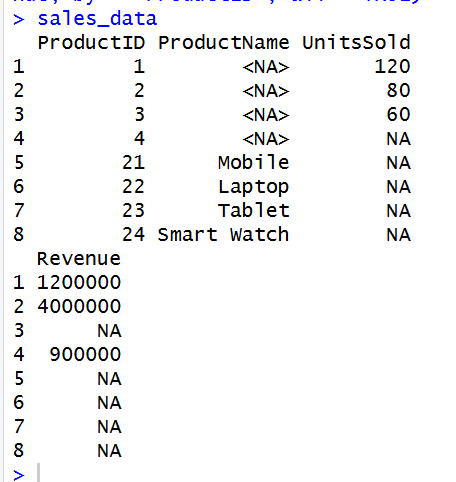 > sales_data
  ProductID ProductName UnitsSold
1         1        <NA>       120
2         2        <NA>        80
3         3        <NA>        60
4         4        <NA>        NA
5        21      Mobile        NA
6        22      Laptop        NA
7        23      Tablet        NA
8        24 Smart Watch        NA
  Revenue
1 1200000
2 4000000
3      NA
4  900000
5      NA
6      NA
7      NA
8      NA
>